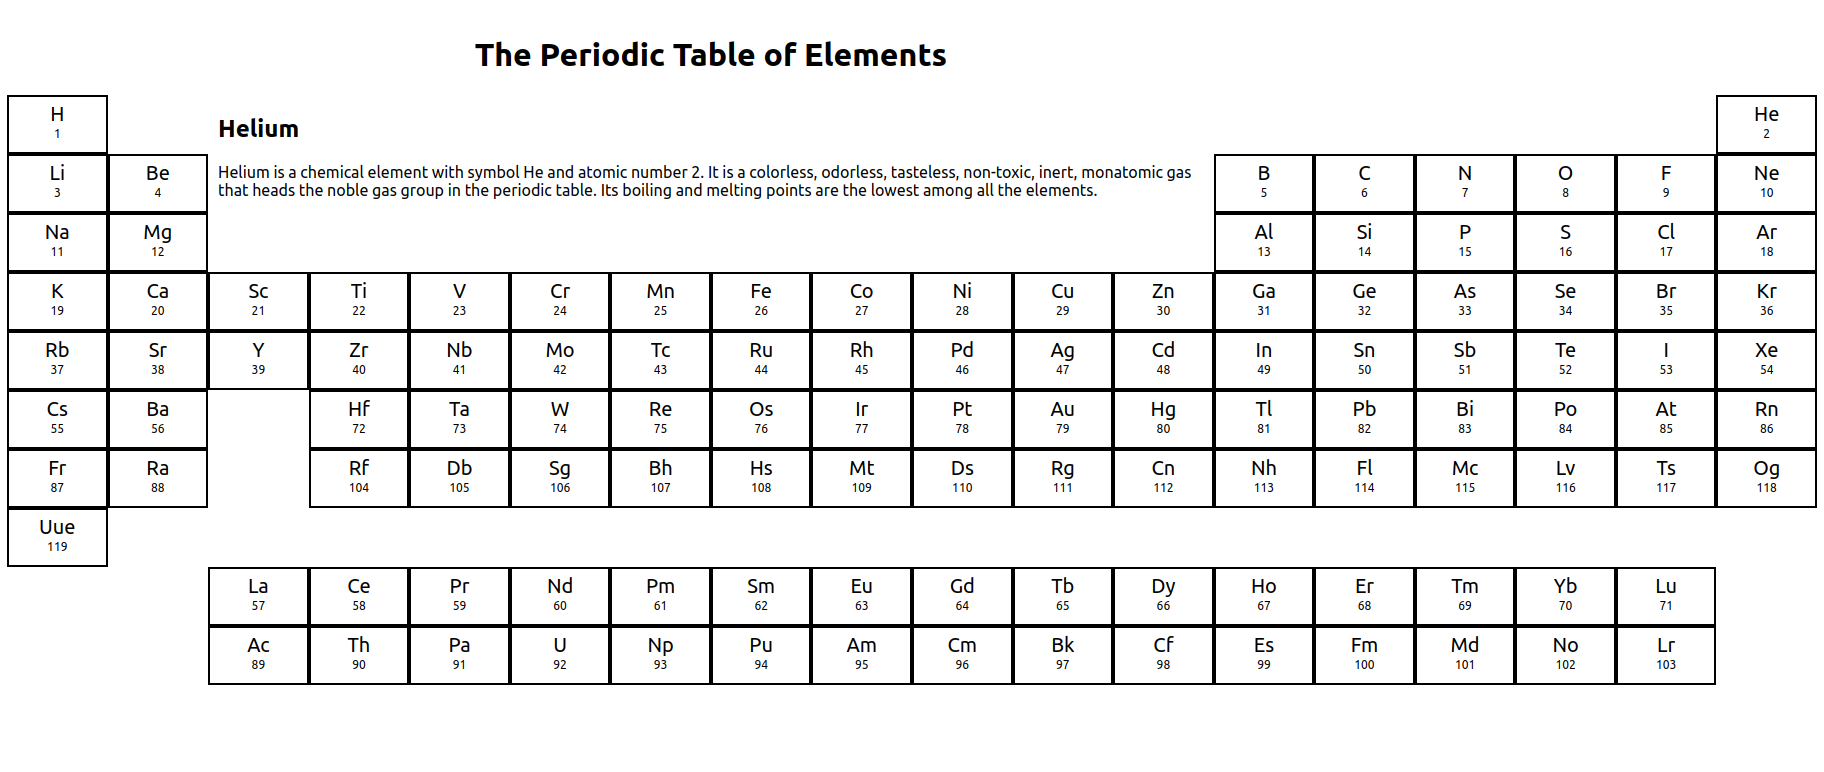 The Periodic Table of Elements
H He
1 2
Helium
Li Be B C N O F Ne
3 4 5 6 7 8 9 10
Helium is a chemical element with symbol He and atomic number 2. It is a colorless, odorless, tasteless, non-toxic, inert, monatomic gas
that heads the noble gas group in the periodic table. Its boiling and melting points are the lowest among all the elements.
Na Mg Al Si P S Cl Ar
11 12 13 14 15 16 17 18
K Ca Sc Ti V Cr Mn Fe Co Ni Cu Zn Ga Ge As Se Br Kr
19 20 21 22 23 24 25 26 27 28 29 30 31 32 33 34 35 36
Rb Sr Y Zr Nb Mo Tc Ru Rh Pd Ag Cd In Sn Sb Te I Xe
37 38 39 40 41 42 43 44 45 46 47 48 49 50 51 52 53 54
Cs Ba Hf Ta W Re Os Ir Pt Au Hg Tl Pb Bi Po At Rn
55 56 72 73 74 75 76 77 78 79 80 81 82 83 84 85 86
Fr Ra Rf Db Sg Bh Hs Mt Ds Rg Cn Nh Fl Mc Lv Ts Og
87 88 104 105 106 107 108 109 110 111 112 113 114 115 116 117 118
Uue
119
La Ce Pr Nd Pm Sm Eu Gd Tb Dy Ho Er Tm Yb Lu
57 58 59 60 61 62 63 64 65 66 67 68 69 70 71
Ac Th Pa U Np Pu Am Cm Bk Cf Es Fm Md No Lr
89 90 91 92 93 94 95 96 97 98 99 100 101 102 103